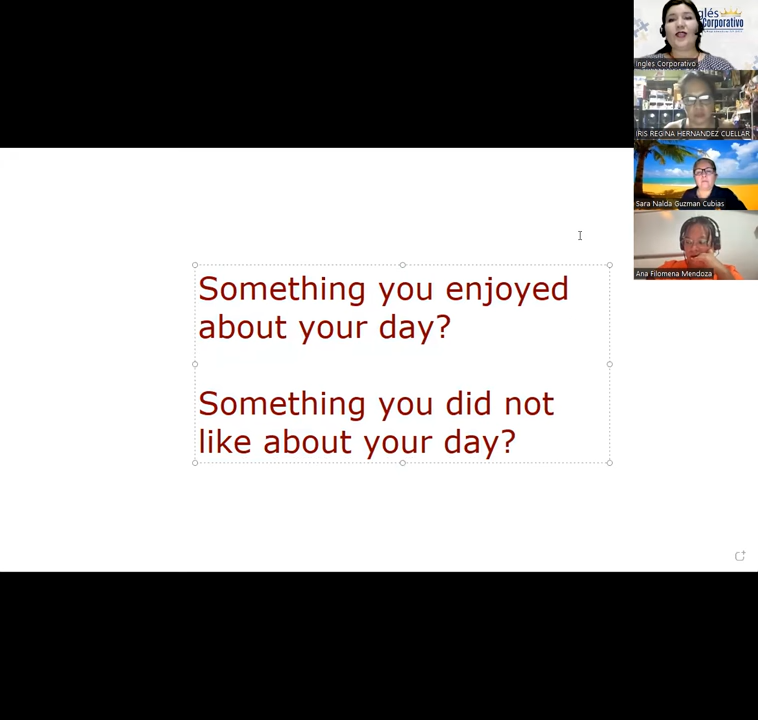 Something you enjoyed
about your day?
Something you did not
like about your day?
glés
Corporativo
Ingles Corporativo
IRIS REGINA HERNANDEZ CUELLAR
Sara Nalda Guzman Cubias
Ana Filomena Mendoza